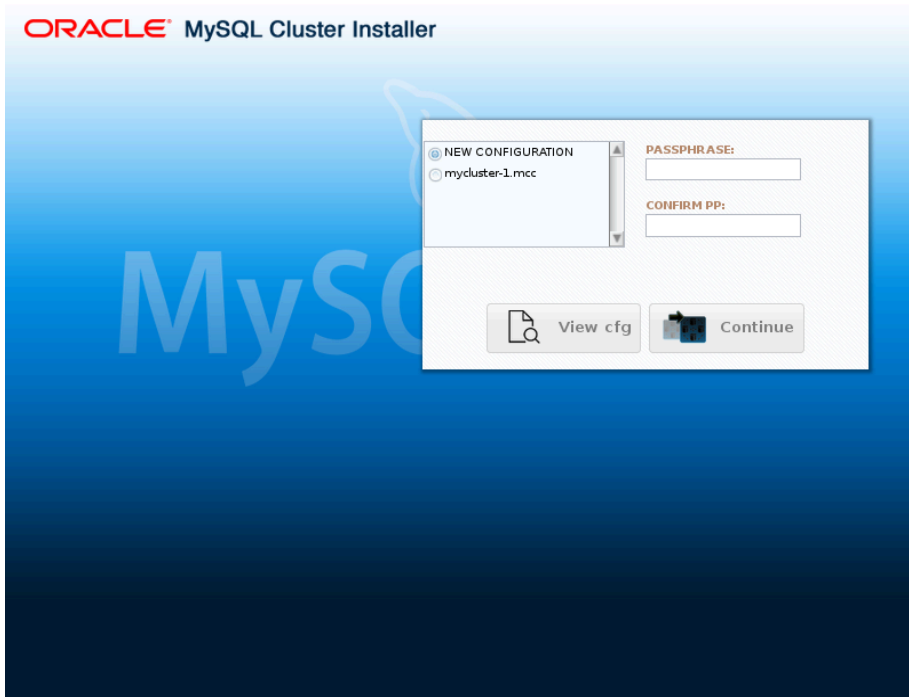 ORACLE® MySQL Cluster Installer
NEW CONFIGURATION
mycluster-1.mcc
PASSPHRASE:
CONFIRM PP:
MySQ
View cfg
Continue